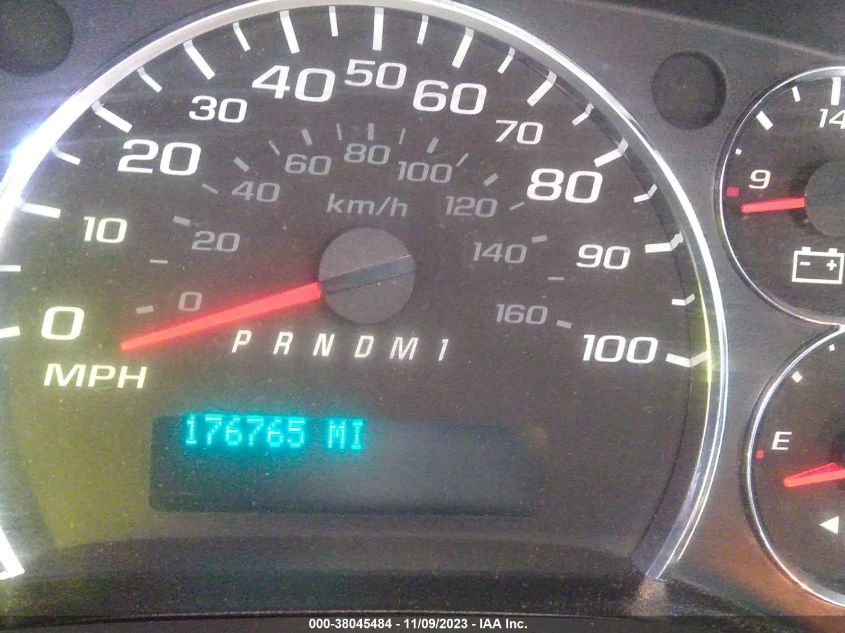 0 10 20 30 40 50 60 70 80 90 100
MPH
0 20 40 60 80 100 120 140 160
km/h
P R N D M 1
176765 MI
9 14
- +
E
000-38045484 - 11/09/2023 - IAA Inc.